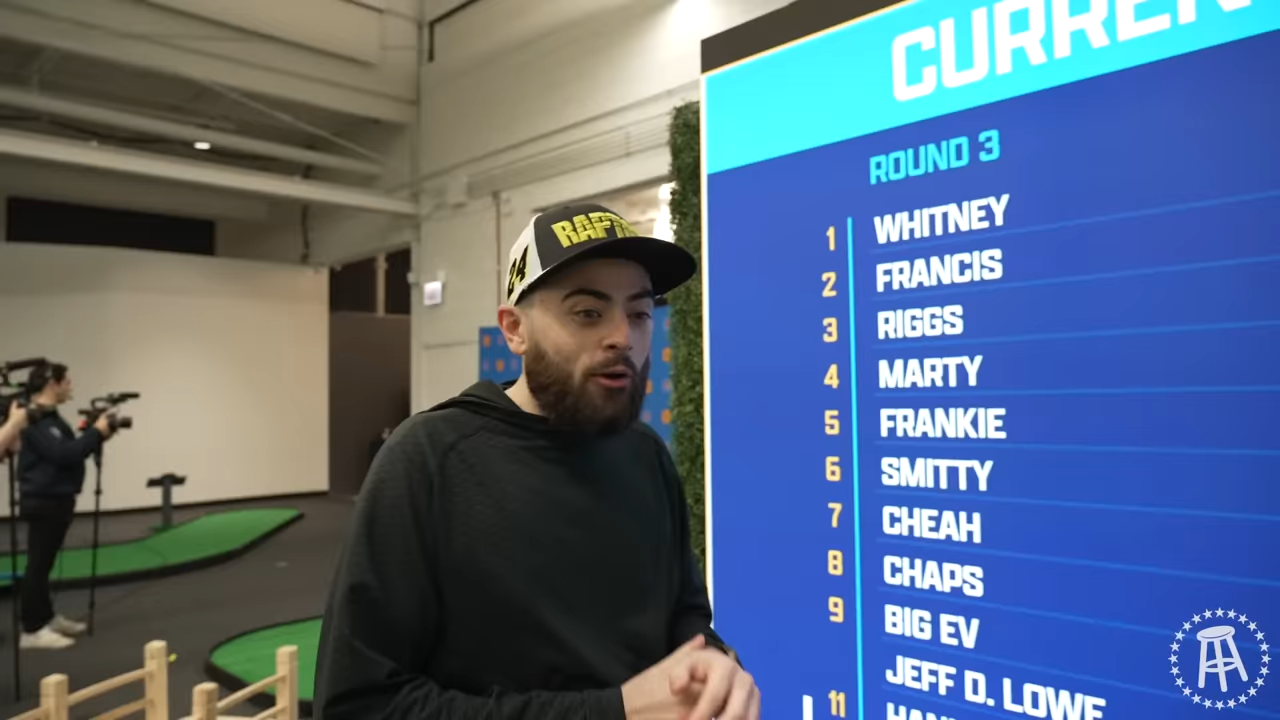 CURREN
ROUND 3
1 WHITNEY
2 FRANCIS
3 RIGGS
4 MARTY
5 FRANKIE
6 SMITTY
7 CHEAH
8 CHAPS
9 BIG EV
JEFF D. LOWE
11
24